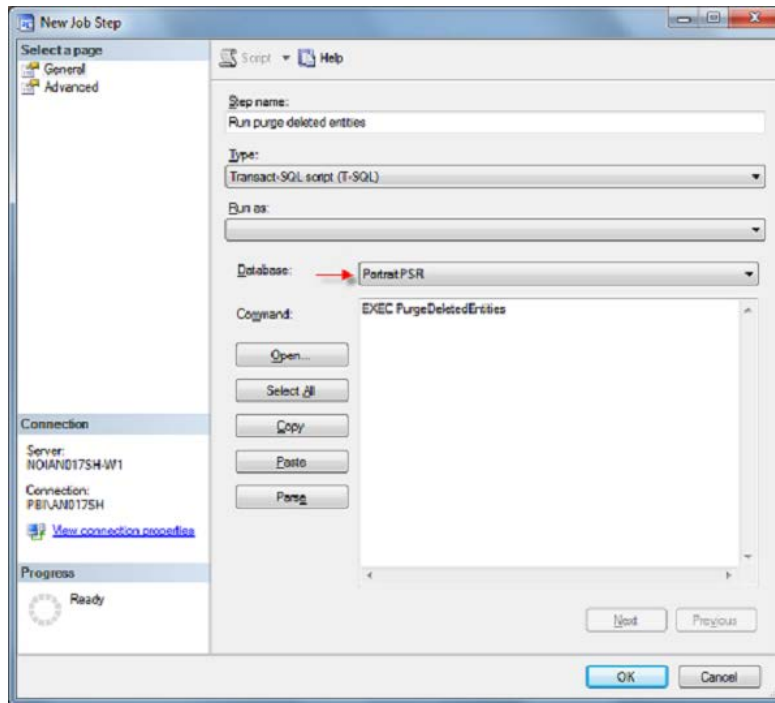 New Job Step
Select a page
General
Advanced
Script
Help
Step name:
Run purge deleted entities
Type:
Transact-SQL script (T-SQL)
Run as:
Database:
PortraitPSR
Command:
EXEC PurgeDeletedEntities
Open...
Select All
Copy
Paste
Parse
Connection
Server:
NOIAN017SH-W1
Connection:
PBI\AN017SH
View connection properties
Progress
Ready
Next
Previous
OK
Cancel